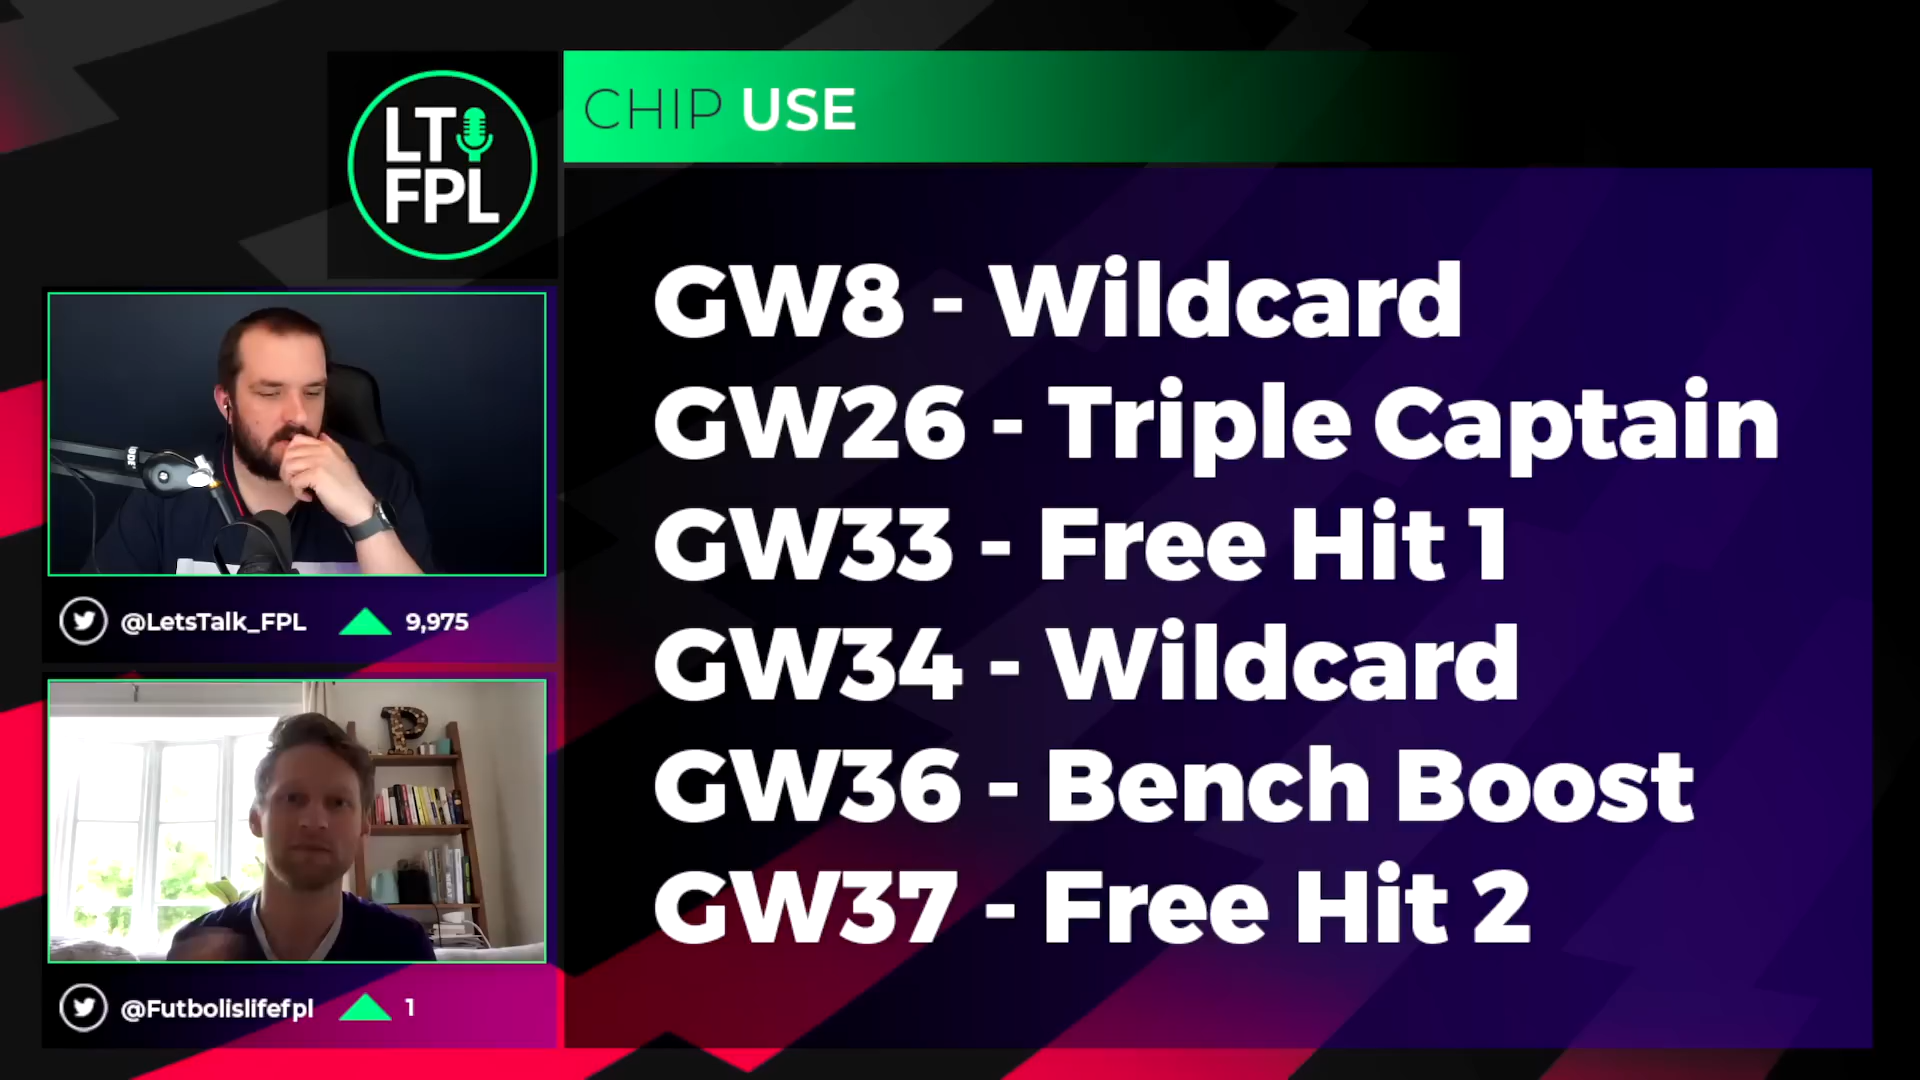 LT
FPL
CHIP USE
GW8 - Wildcard
GW26 - Triple Captain
GW33 - Free Hit 1
GW34 - Wildcard
GW36 - Bench Boost
GW37 - Free Hit 2
@LetsTalk_FPL 9,975
P
@Futbolislifefpl 1